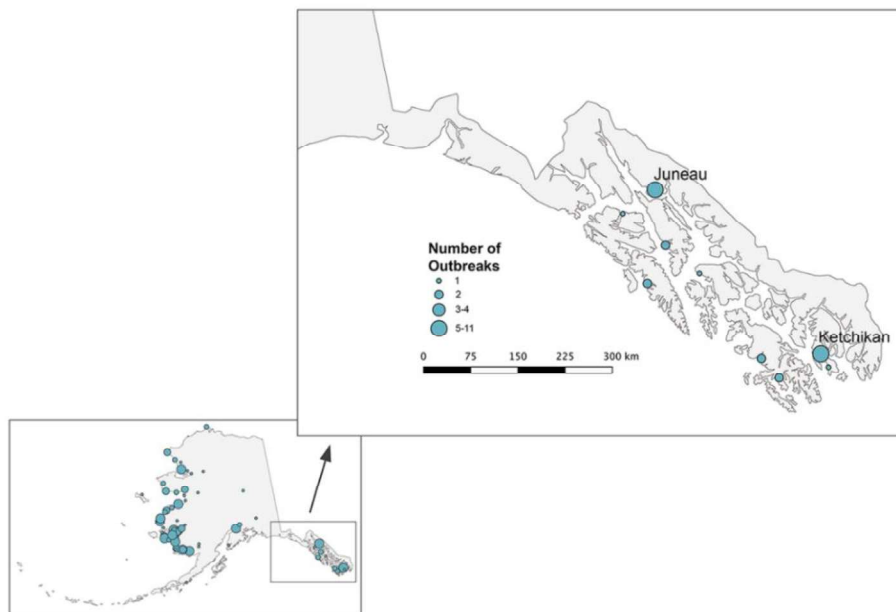 Juneau
Number of
Outbreaks
1
2
3-4
5-11
Ketchikan
0 75 150 225 300 km